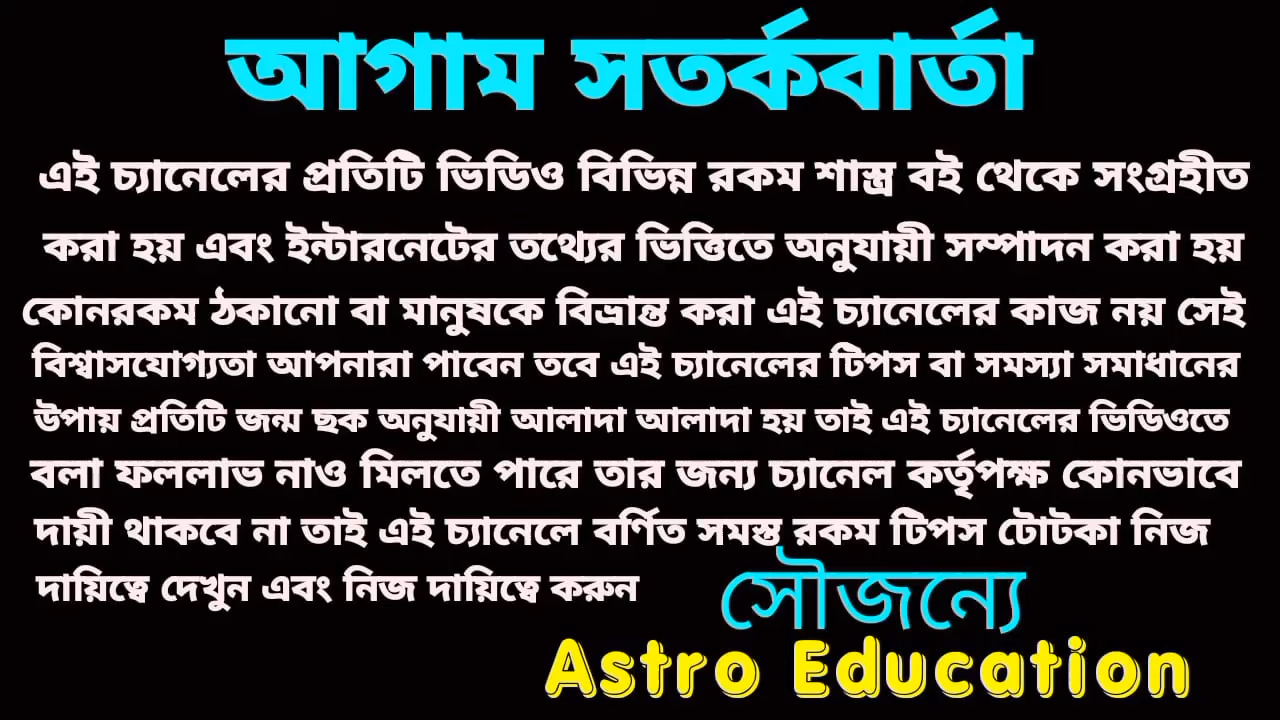 আগাম সতর্কবার্তা
এই চ্যানেলের প্রতিটি ভিডিও বিভিন্ন রকম শাস্ত্র বই থেকে সংগ্রহীত
করা হয় এবং ইন্টারনেটের তথ্যের ভিত্তিতে অনুযায়ী সম্পাদন করা হয়
কোনরকম ঠকানো বা মানুষকে বিভ্রান্ত করা এই চ্যানেলের কাজ নয় সেই
বিশ্বাসযোগ্যতা আপনারা পাবেন তবে এই চ্যানেলের টিপস বা সমস্যা সমাধানের
উপায় প্রতিটি জন্ম ছক অনুযায়ী আলাদা আলাদা হয় তাই এই চ্যানেলের ভিডিওতে
বলা ফললাভ নাও মিলতে পারে তার জন্য চ্যানেল কর্তৃপক্ষ কোনভাবে
দায়ী থাকবে না তাই এই চ্যানেলে বর্ণিত সমস্ত রকম টিপস টোটকা নিজ
দায়িত্বে দেখুন এবং নিজ দায়িত্বে করুন
সৌজন্যে
Astro Education